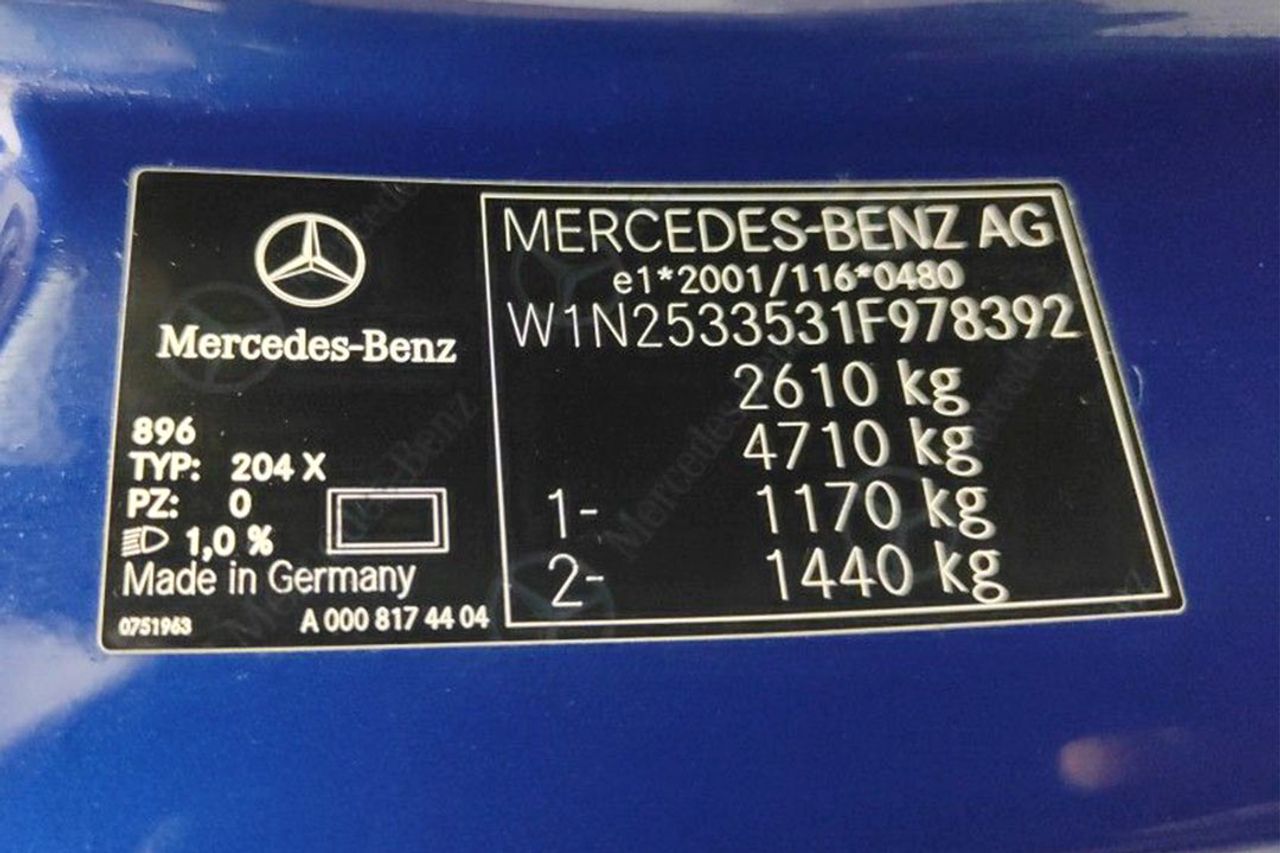 Mercedes-Benz
896
TYP: 204 X
PZ: 0
1,0 %
Made in Germany
0751963 A 000 817 44 04
MERCEDES-BENZ AG
e1*2001/116*0480
W1N2533531F978392
2610 kg
4710 kg
1- 1170 kg
2- 1440 kg